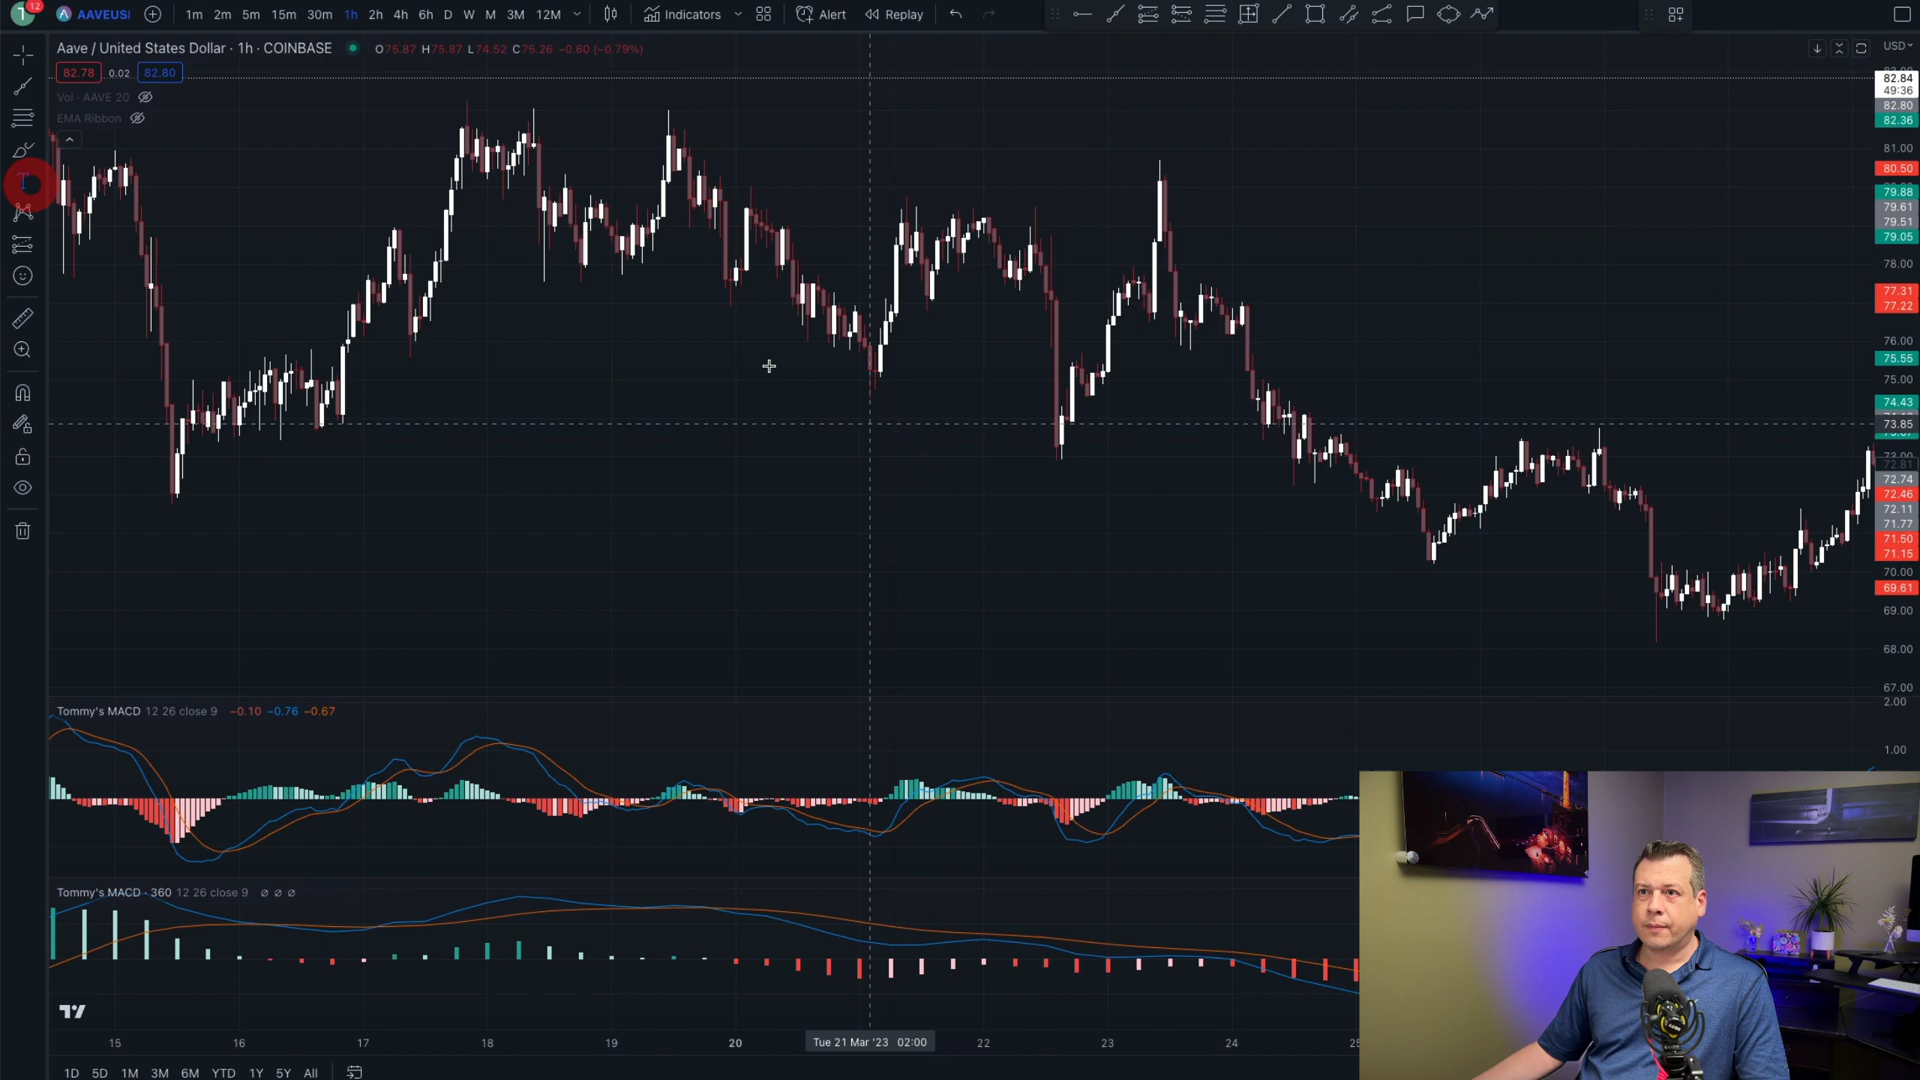 12
AAVEUSI
1m 2m 5m 15m 30m 1h 2h 4h 6h D W M 3M 12M
Indicators
Alert
Replay
Aave / United States Dollar · 1h · COINBASE
O75.87 H75.87 L74.52 C75.26 −0.60 (−0.79%)
USD
82.78 0.02 82.80
82.84
49:36
82.80
Vol · AAVE 20
EMA Ribbon
82.36
81.00
80.50
79.88
79.61
79.51
79.05
78.00
77.31
77.22
76.00
75.55
75.00
74.43
73.85
72.81
72.74
72.46
72.11
71.77
71.50
71.15
70.00
69.61
69.00
68.00
67.00
Tommy's MACD 12 26 close 9 −0.10 −0.76 −0.67
2.00
1.00
Tommy's MACD · 360 12 26 close 9 ∅ ∅ ∅
15 16 17 18 19 20 Tue 21 Mar '23 02:00 22 23 24
1D 5D 1M 3M 6M YTD 1Y 5Y All